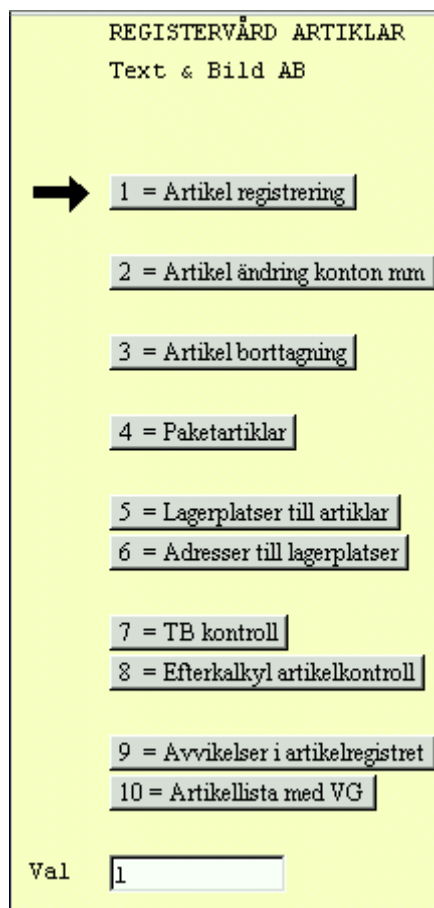 REGISTERVÅRD ARTIKLAR
Text & Bild AB
1 = Artikel registrering
2 = Artikel ändring konton mm
3 = Artikel borttagning
4 = Paketartiklar
5 = Lagerplatser till artiklar
6 = Adresser till lagerplatser
7 = TB kontroll
8 = Efterkalkyl artikelkontroll
9 = Avvikelser i artikelregistret
10 = Artikellista med VG
Val 1